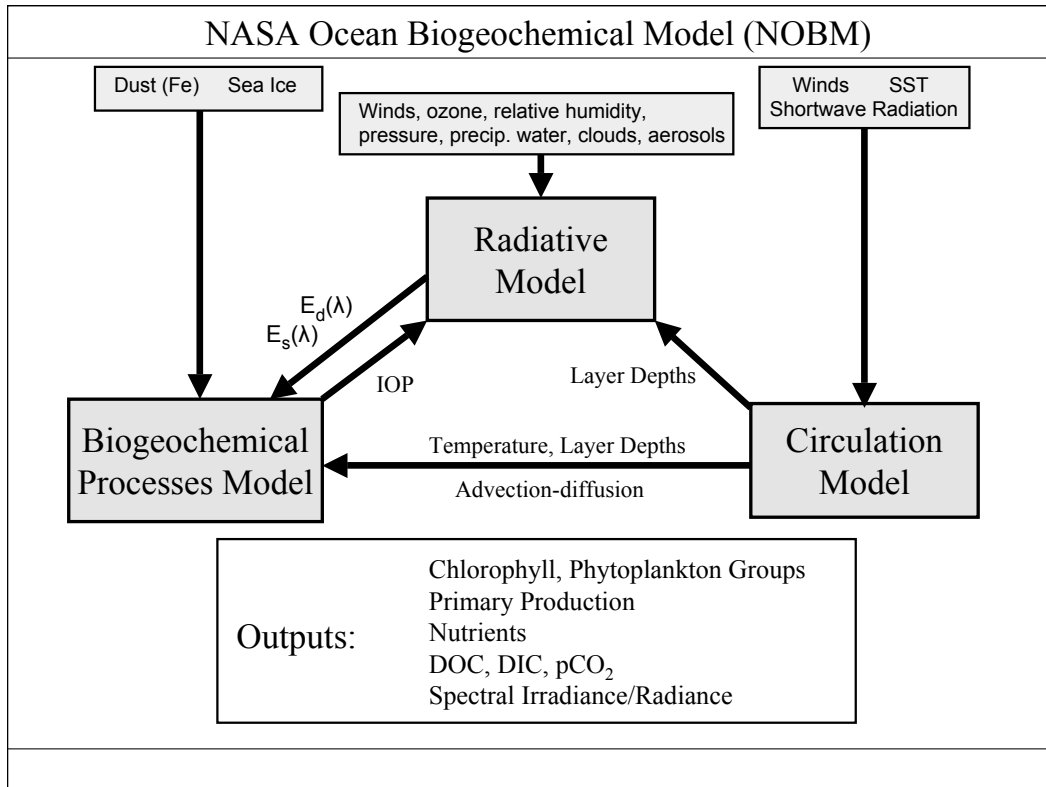 NASA Ocean Biogeochemical Model (NOBM)
Dust (Fe) Sea Ice
Winds, ozone, relative humidity,
pressure, precip. water, clouds, aerosols
Winds SST
Shortwave Radiation
Radiative
Model
E_d(λ)
E_s(λ)
IOP
Layer Depths
Biogeochemical
Processes Model
Temperature, Layer Depths
Advection-diffusion
Circulation
Model
Outputs:
Chlorophyll, Phytoplankton Groups
Primary Production
Nutrients
DOC, DIC, pCO₂
Spectral Irradiance/Radiance